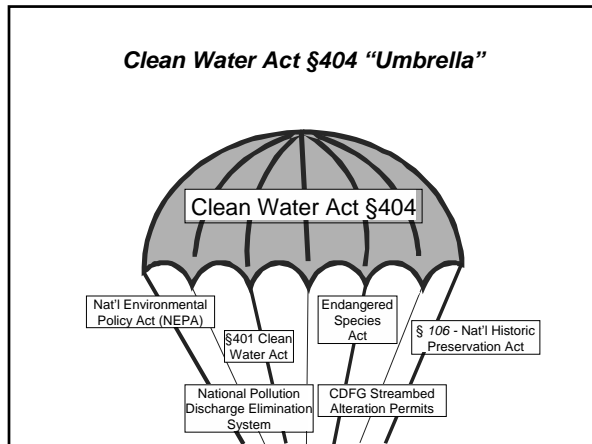 Clean Water Act §404 “Umbrella”
Clean Water Act §404
Nat'l Environmental
Policy Act (NEPA)
§401 Clean
Water Act
Endangered
Species
Act
§ 106 - Nat'l Historic
Preservation Act
National Pollution
Discharge Elimination
System
CDFG Streambed
Alteration Permits